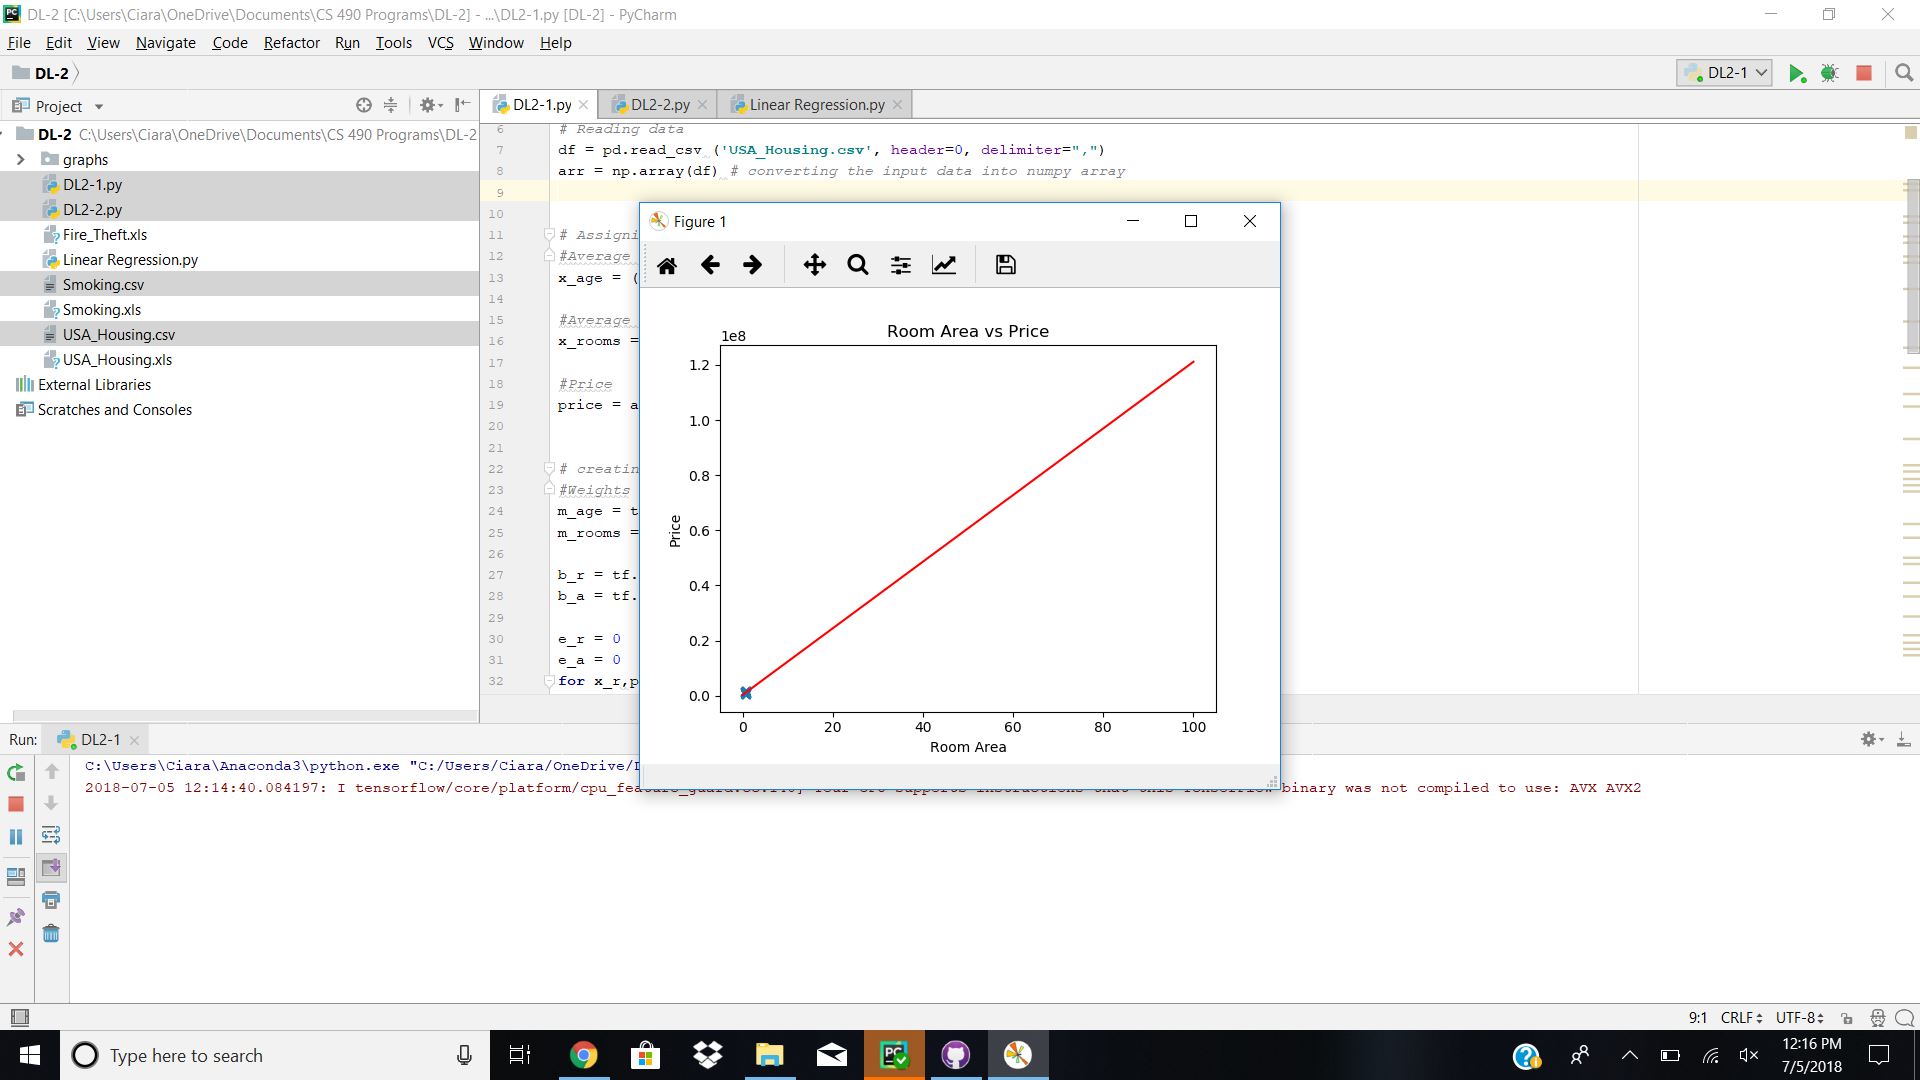 DL-2 [C:\Users\Ciara\OneDrive\Documents\CS 490 Programs\DL-2] - ...\DL2-1.py [DL-2] - PyCharm
File Edit View Navigate Code Refactor Run Tools VCS Window Help
DL-2
DL2-1
Project
DL2-1.py
DL2-2.py
Linear Regression.py
DL-2 C:\Users\Ciara\OneDrive\Documents\CS 490 Programs\DL-2
graphs
DL2-1.py
DL2-2.py
Fire_Theft.xls
Linear Regression.py
Smoking.csv
Smoking.xls
USA_Housing.csv
USA_Housing.xls
External Libraries
Scratches and Consoles
6 # Reading data
7 df = pd.read_csv ('USA_Housing.csv', header=0, delimiter=",")
8 arr = np.array(df) # converting the input data into numpy array
9
10
11 # Assigni
12 #Average
13 x_age = (
14
15 #Average
16 x_rooms =
17
18 #Price
19 price = a
20
21
22 # creatin
23 #Weights
24 m_age = t
25 m_rooms =
26
27 b_r = tf.
28 b_a = tf.
29
30 e_r = 0
31 e_a = 0
32 for x_r,p
Figure 1
Room Area vs Price
1e8
1.2
1.0
0.8
0.6
0.4
0.2
0.0
Price
0 20 40 60 80 100
Room Area
Run: DL2-1
C:\Users\Ciara\Anaconda3\python.exe "C:/Users/Ciara/OneDrive/D
2018-07-05 12:14:40.084197: I tensorflow/core/platform/cpu_feature_guard.cc:140] Your CPU supports instructions that this TensorFlow binary was not compiled to use: AVX AVX2
9:1 CRLF UTF-8
Type here to search
12:16 PM
7/5/2018